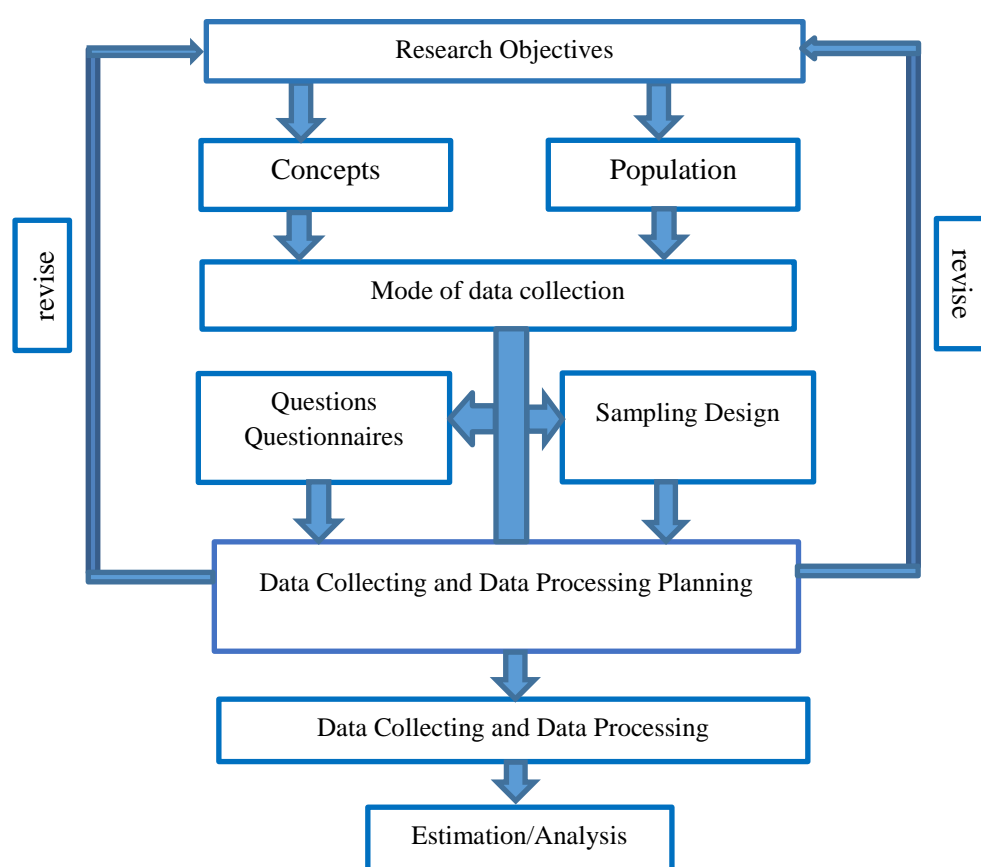 Research Objectives
Concepts
Population
revise
revise
Mode of data collection
Questions
Questionnaires
Sampling Design
Data Collecting and Data Processing Planning
Data Collecting and Data Processing
Estimation/Analysis